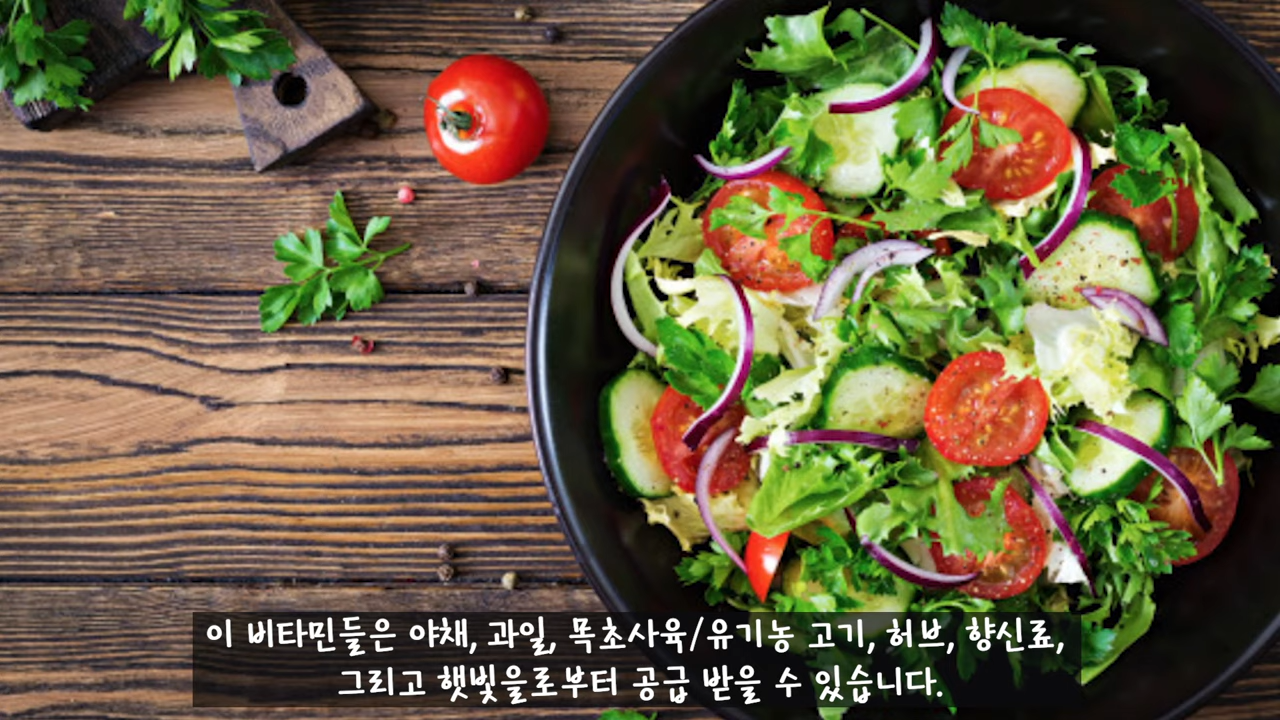 이 비타민들은 야채, 과일, 목초사육/유기농 고기, 허브, 향신료,
그리고 햇빛을로부터 공급 받을 수 있습니다.